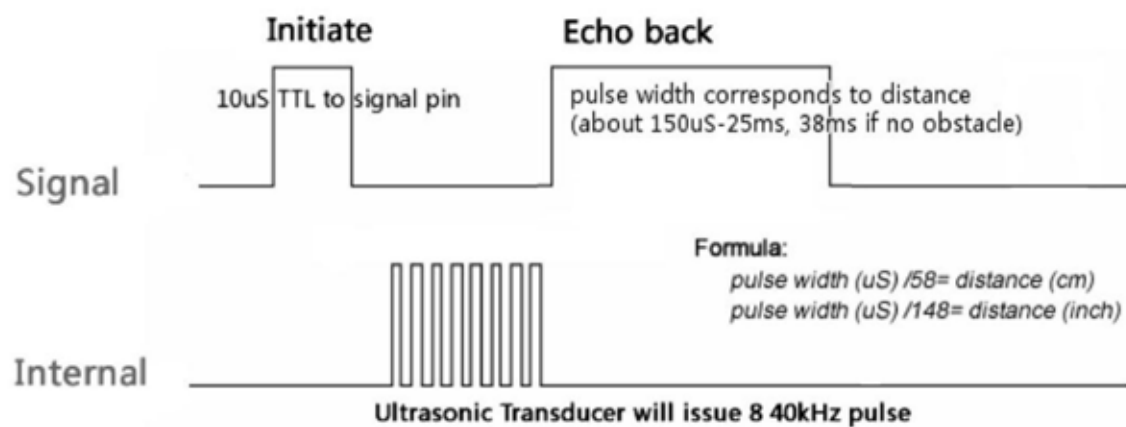 Initiate
Echo back
10uS TTL to signal pin
pulse width corresponds to distance
(about 150uS-25ms, 38ms if no obstacle)
Signal
Formula:
pulse width (uS) /58= distance (cm)
pulse width (uS) /148= distance (inch)
Internal
Ultrasonic Transducer will issue 8 40kHz pulse